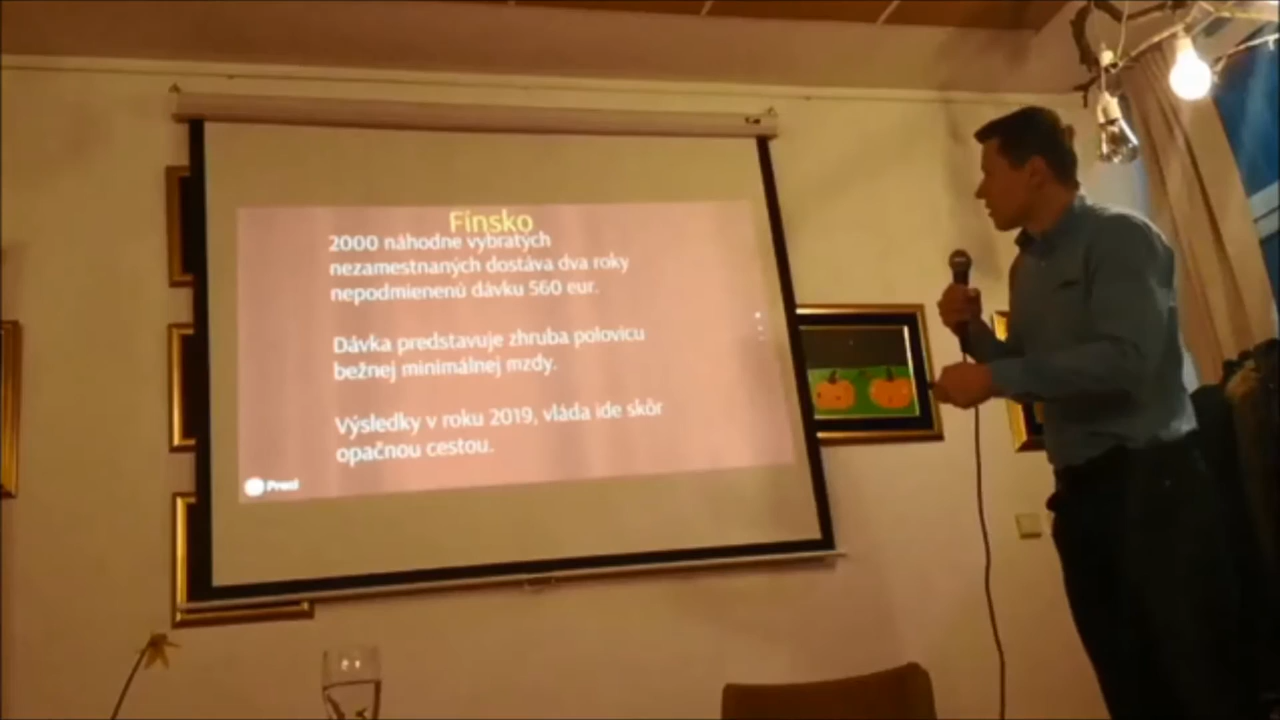 Fínsko
2000 náhodne vybratých
nezamestnaných dostáva dva roky
nepodmienenú dávku 560 eur.
Dávka predstavuje zhruba polovicu
bežnej minimálnej mzdy.
Výsledky v roku 2019, vláda ide skôr
opačnou cestou.
Prezi